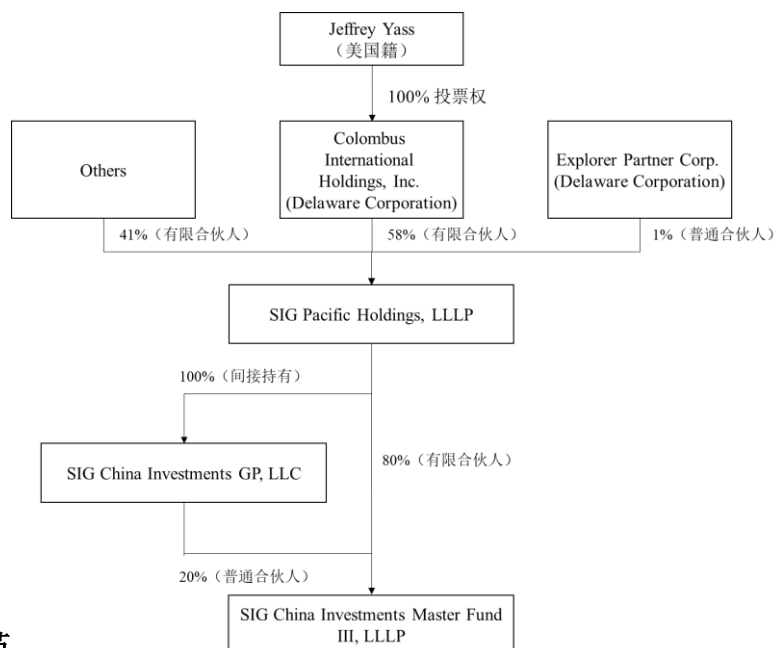 Jeffrey Yass
（美国籍）
100% 投票权
Others
Colombus
International
Holdings, Inc.
(Delaware Corporation)
Explorer Partner Corp.
(Delaware Corporation)
41%（有限合伙人）
58%（有限合伙人）
1%（普通合伙人）
SIG Pacific Holdings, LLLP
100%（间接持有）
SIG China Investments GP, LLC
80%（有限合伙人）
20%（普通合伙人）
SIG China Investments Master Fund
III, LLLP